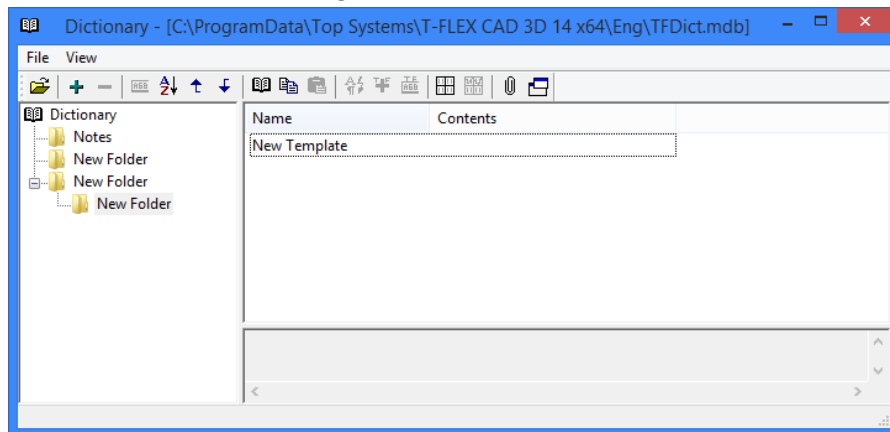 Dictionary - [C:\ProgramData\Top Systems\T-FLEX CAD 3D 14 x64\Eng\TFDict.mdb]
File View
Dictionary
Notes
New Folder
New Folder
New Folder
Name Contents
New Template